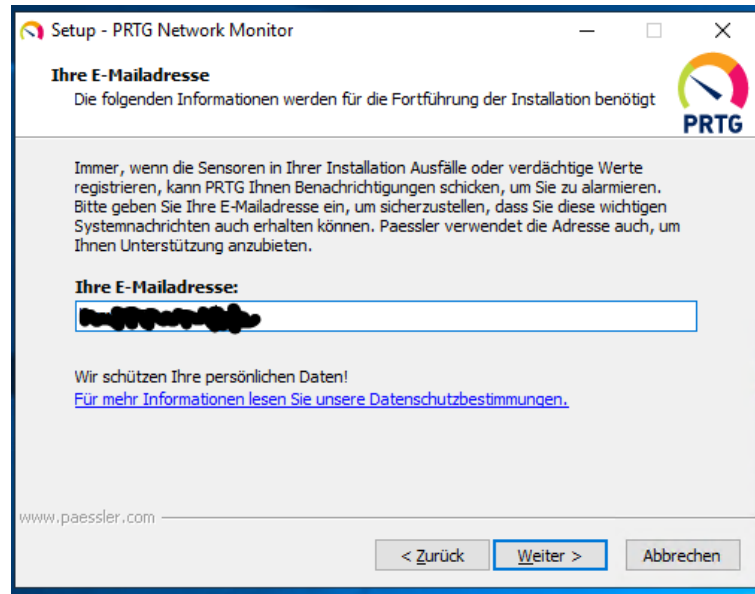 Setup - PRTG Network Monitor
Ihre E-Mailadresse
Die folgenden Informationen werden für die Fortführung der Installation benötigt
PRTG
Immer, wenn die Sensoren in Ihrer Installation Ausfälle oder verdächtige Werte
registrieren, kann PRTG Ihnen Benachrichtigungen schicken, um Sie zu alarmieren.
Bitte geben Sie Ihre E-Mailadresse ein, um sicherzustellen, dass Sie diese wichtigen
Systemnachrichten auch erhalten können. Paessler verwendet die Adresse auch, um
Ihnen Unterstützung anzubieten.
Ihre E-Mailadresse:
Wir schützen Ihre persönlichen Daten!
Für mehr Informationen lesen Sie unsere Datenschutzbestimmungen.
www.paessler.com
< Zurück Weiter > Abbrechen